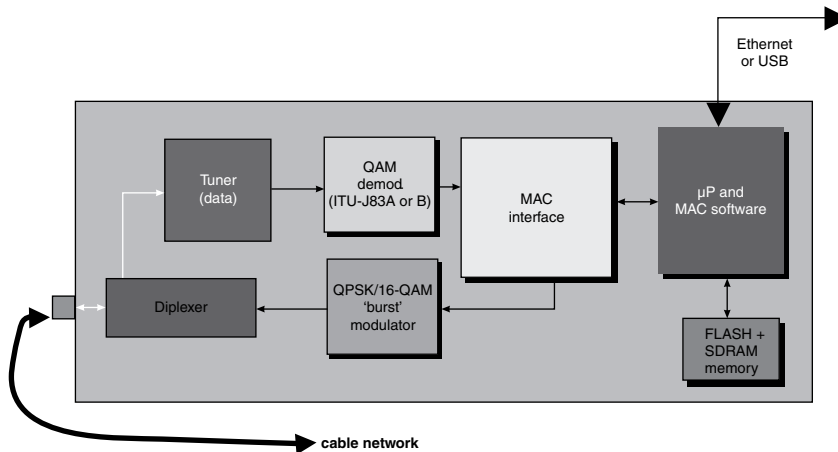 Ethernet
or USB
Tuner
(data)
QAM
demod.
(ITU-J83A or B)
MAC
interface
µP and
MAC software
Diplexer
QPSK/16-QAM
‘burst’
modulator
FLASH +
SDRAM
memory
cable network